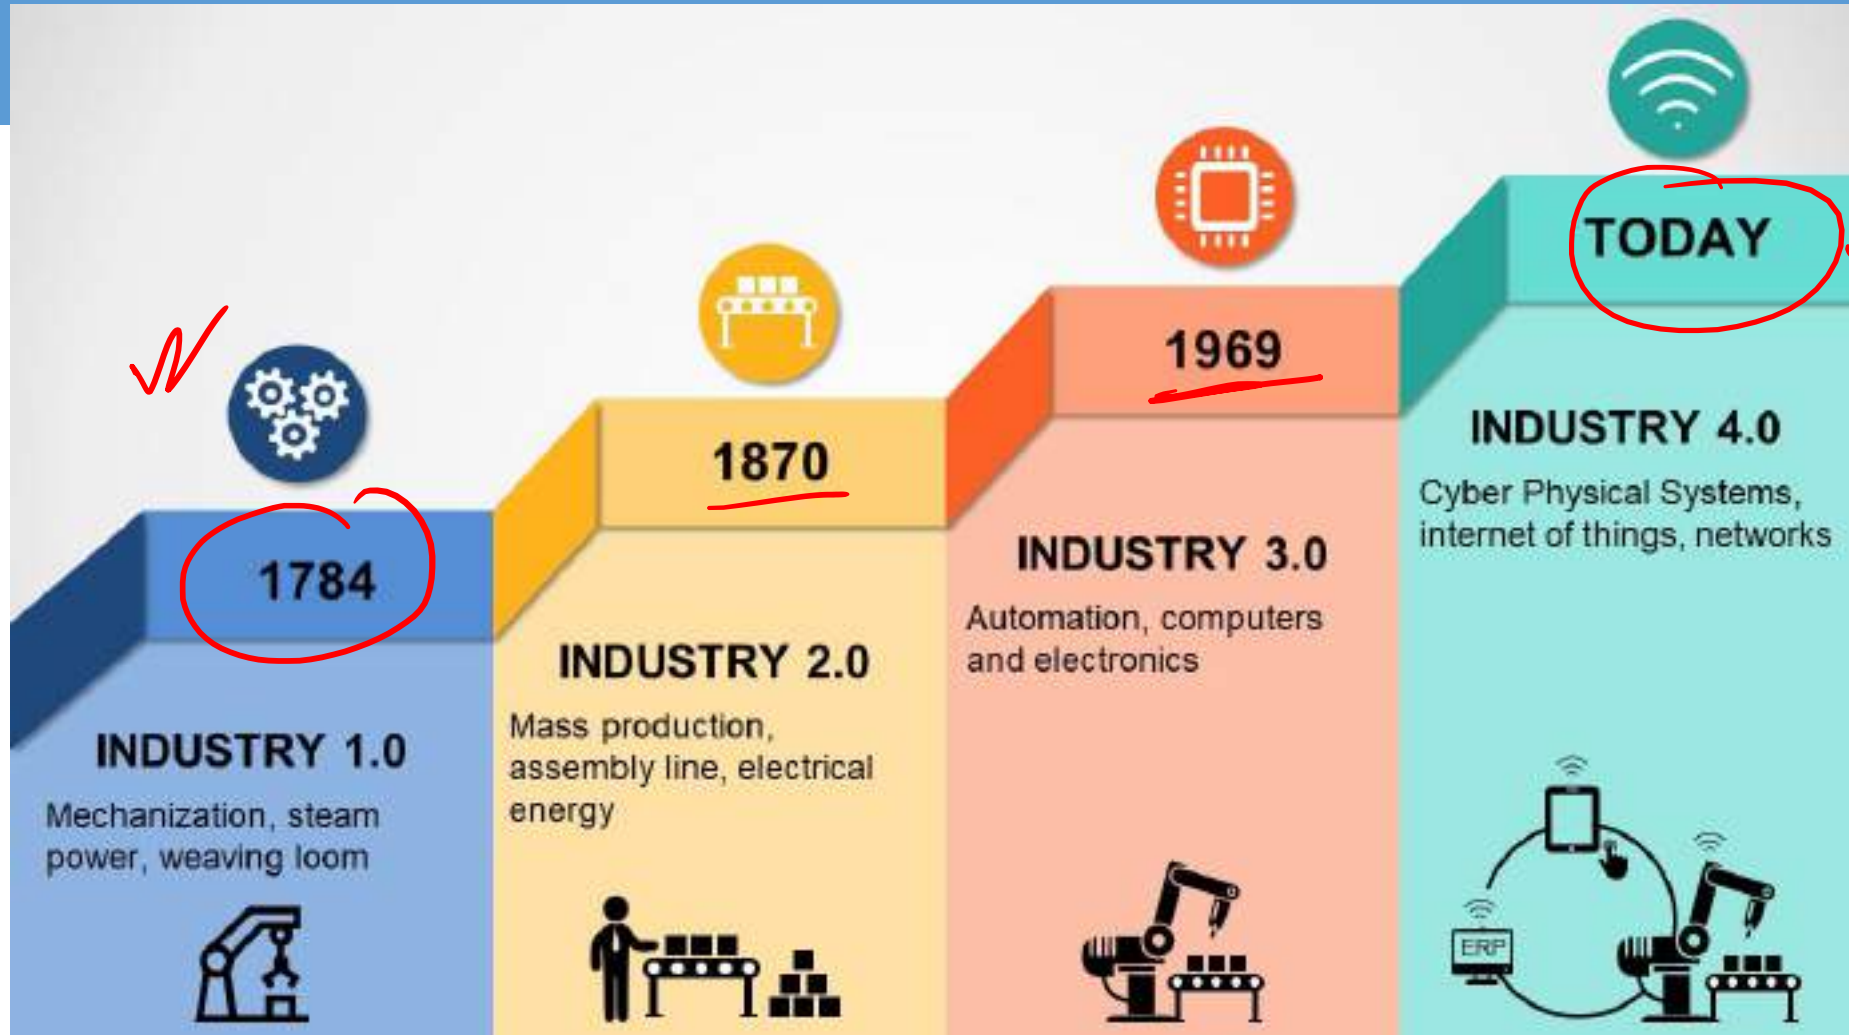 1784
INDUSTRY 1.0
Mechanization, steam
power, weaving loom
1870
INDUSTRY 2.0
Mass production,
assembly line, electrical
energy
1969
INDUSTRY 3.0
Automation, computers
and electronics
TODAY
INDUSTRY 4.0
Cyber Physical Systems,
internet of things, networks
ERP